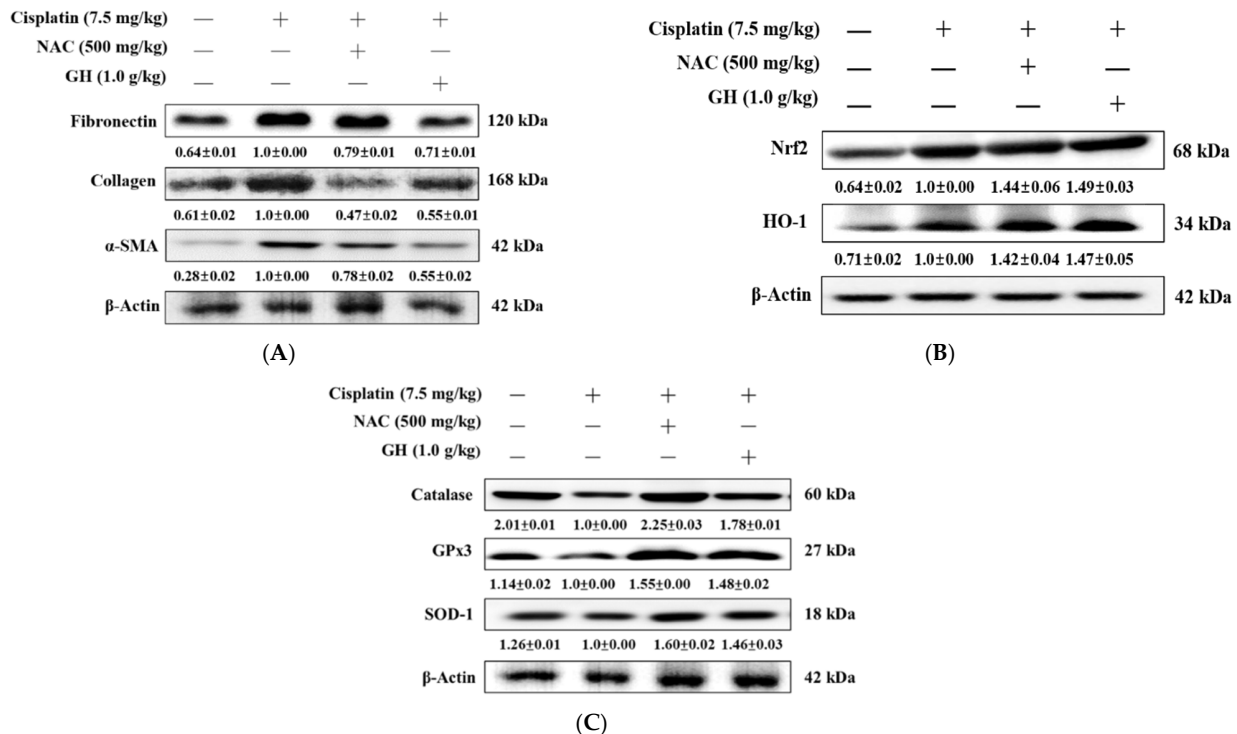 Cisplatin (7.5 mg/kg) — + + +
NAC (500 mg/kg) — — + —
GH (1.0 g/kg) — — — +
Fibronectin 120 kDa
0.64±0.01 1.0±0.00 0.79±0.01 0.71±0.01
Collagen 168 kDa
0.61±0.02 1.0±0.00 0.47±0.02 0.55±0.01
α-SMA 42 kDa
0.28±0.02 1.0±0.00 0.78±0.02 0.55±0.02
β-Actin 42 kDa
(A)
Cisplatin (7.5 mg/kg) — + + +
NAC (500 mg/kg) — — + —
GH (1.0 g/kg) — — — +
Nrf2 68 kDa
0.64±0.02 1.0±0.00 1.44±0.06 1.49±0.03
HO-1 34 kDa
0.71±0.02 1.0±0.00 1.42±0.04 1.47±0.05
β-Actin 42 kDa
(B)
Cisplatin (7.5 mg/kg) — + + +
NAC (500 mg/kg) — — + —
GH (1.0 g/kg) — — — +
Catalase 60 kDa
2.01±0.01 1.0±0.00 2.25±0.03 1.78±0.01
GPx3 27 kDa
1.14±0.02 1.0±0.00 1.55±0.00 1.48±0.02
SOD-1 18 kDa
1.26±0.01 1.0±0.00 1.60±0.02 1.46±0.03
β-Actin 42 kDa
(C)